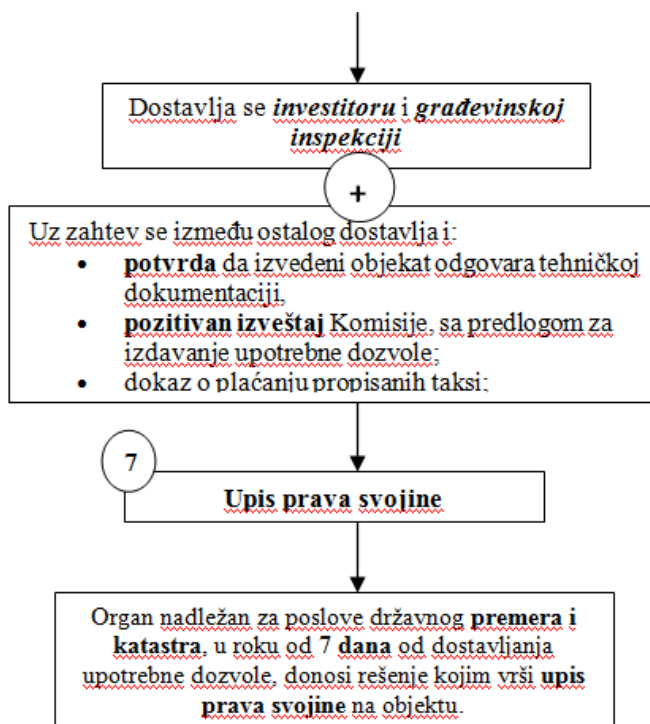 Dostavlja se investitoru i građevinskoj
inspekciji
+
Uz zahtev se između ostalog dostavlja i:
• potvrda da izvedeni objekat odgovara tehničkoj
dokumentaciji,
• pozitivan izveštaj Komisije, sa predlogom za
izdavanje upotrebne dozvole;
• dokaz o plaćanju propisanih taksi;
7
Upis prava svojine
Organ nadležan za poslove državnog premera i
katastra, u roku od 7 dana od dostavljanja
upotrebne dozvole, donosi rešenje kojim vrši upis
prava svojine na objektu.